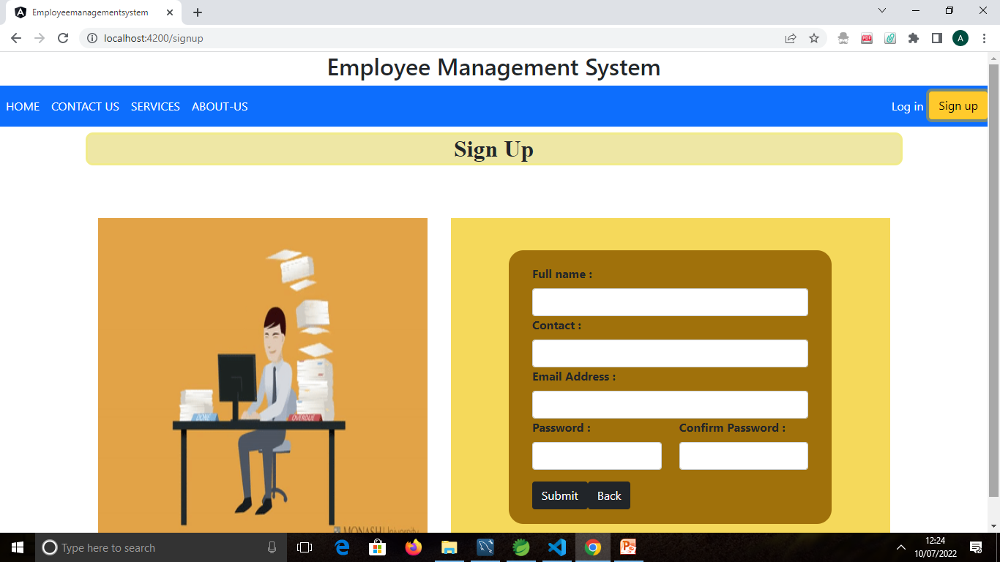 Employeemanagementsystem
localhost:4200/signup
PDF
A
Employee Management System
HOME CONTACT US SERVICES ABOUT-US Log in Sign up
Sign Up
Full name :
Contact :
Email Address :
Password : Confirm Password :
DONE OVERDUE
Submit Back
MONASH University
Type here to search
12:24
10/07/2022